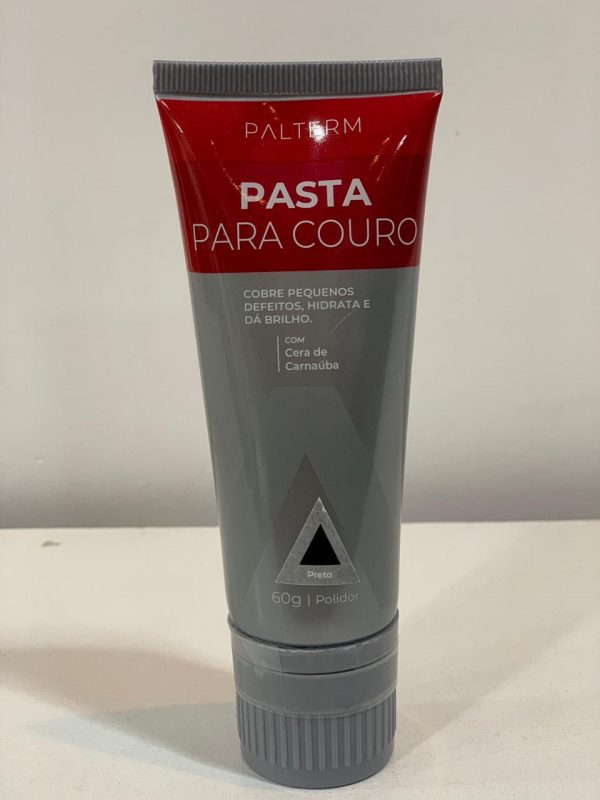 PALTERM
PASTA
PARA COURO
COBRE PEQUENOS
DEFEITOS, HIDRATA E
DÁ BRILHO.
COM
Cera de
Carnaúba
Preto
60g | Polidor